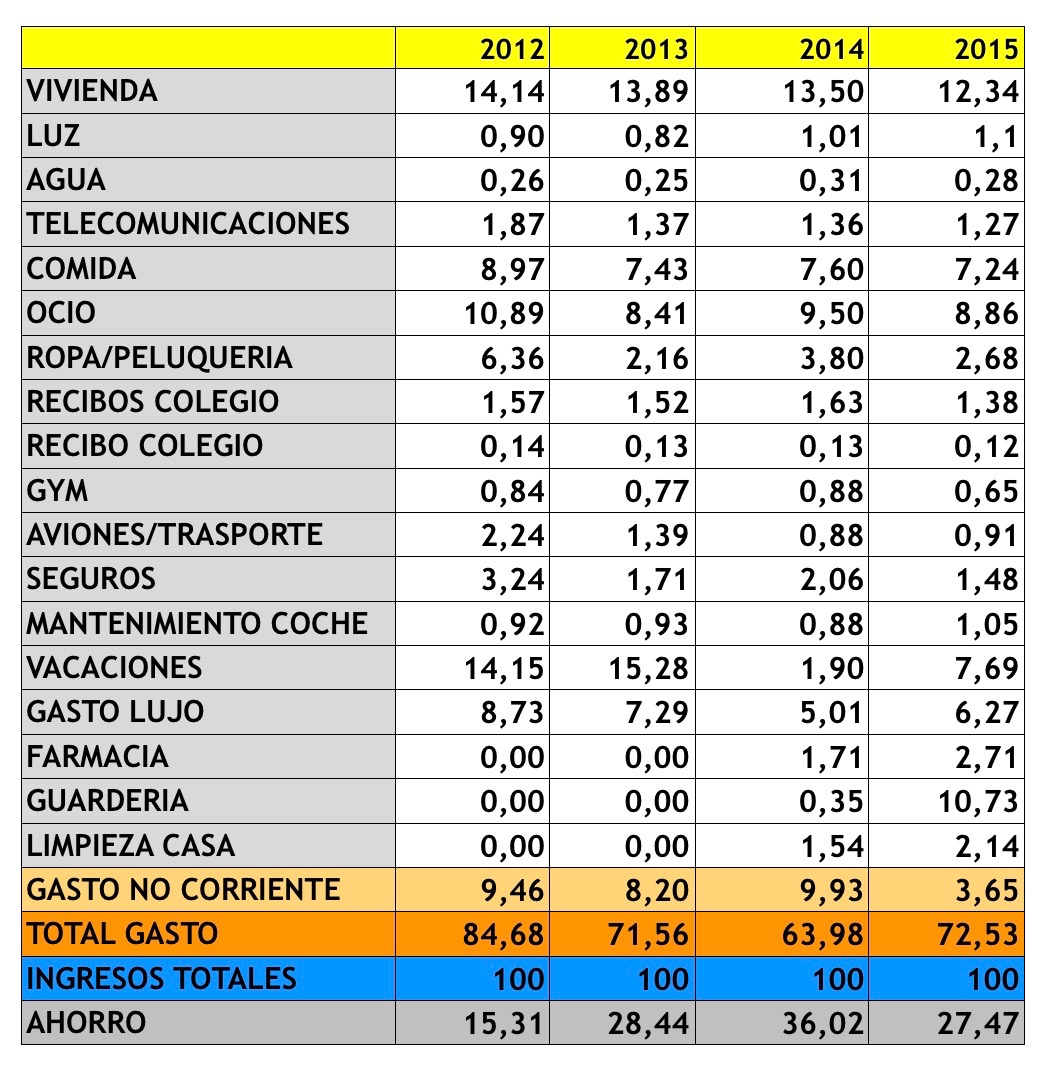 2012 2013 2014 2015
VIVIENDA 14,14 13,89 13,50 12,34
LUZ 0,90 0,82 1,01 1,1
AGUA 0,26 0,25 0,31 0,28
TELECOMUNICACIONES 1,87 1,37 1,36 1,27
COMIDA 8,97 7,43 7,60 7,24
OCIO 10,89 8,41 9,50 8,86
ROPA/PELUQUERIA 6,36 2,16 3,80 2,68
RECIBOS COLEGIO 1,57 1,52 1,63 1,38
RECIBO COLEGIO 0,14 0,13 0,13 0,12
GYM 0,84 0,77 0,88 0,65
AVIONES/TRASPORTE 2,24 1,39 0,88 0,91
SEGUROS 3,24 1,71 2,06 1,48
MANTENIMIENTO COCHE 0,92 0,93 0,88 1,05
VACACIONES 14,15 15,28 1,90 7,69
GASTO LUJO 8,73 7,29 5,01 6,27
FARMACIA 0,00 0,00 1,71 2,71
GUARDERIA 0,00 0,00 0,35 10,73
LIMPIEZA CASA 0,00 0,00 1,54 2,14
GASTO NO CORRIENTE 9,46 8,20 9,93 3,65
TOTAL GASTO 84,68 71,56 63,98 72,53
INGRESOS TOTALES 100 100 100 100
AHORRO 15,31 28,44 36,02 27,47